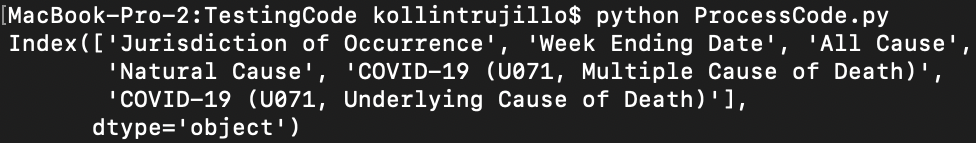 [MacBook-Pro-2:TestingCode kollintrujillo$ python ProcessCode.py
Index(['Jurisdiction of Occurrence', 'Week Ending Date', 'All Cause',
       'Natural Cause', 'COVID-19 (U071, Multiple Cause of Death)',
       'COVID-19 (U071, Underlying Cause of Death)'],
      dtype='object')